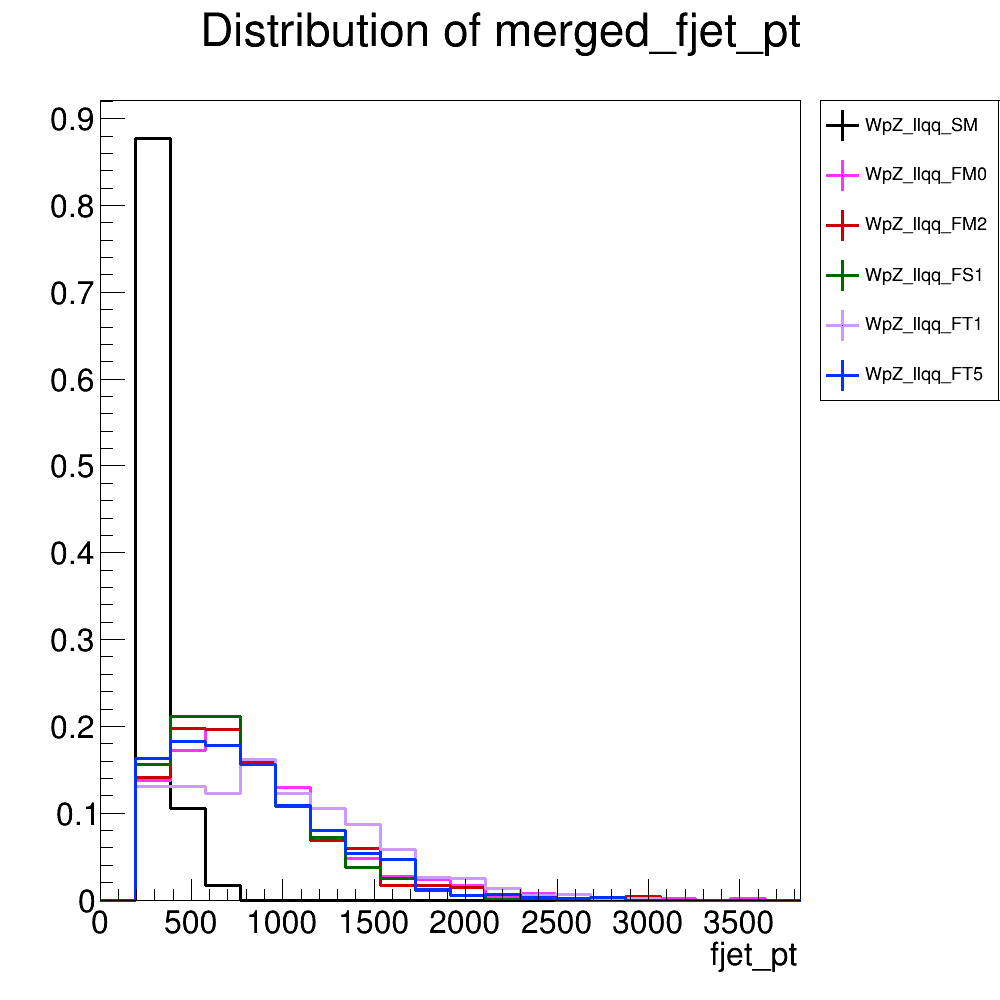 Distribution of merged_fjet_pt
0.9
0.8
0.7
0.6
0.5
0.4
0.3
0.2
0.1
0
0 500 1000 1500 2000 2500 3000 3500
fjet_pt
WpZ_llqq_SM
WpZ_llqq_FM0
WpZ_llqq_FM2
WpZ_llqq_FS1
WpZ_llqq_FT1
WpZ_llqq_FT5